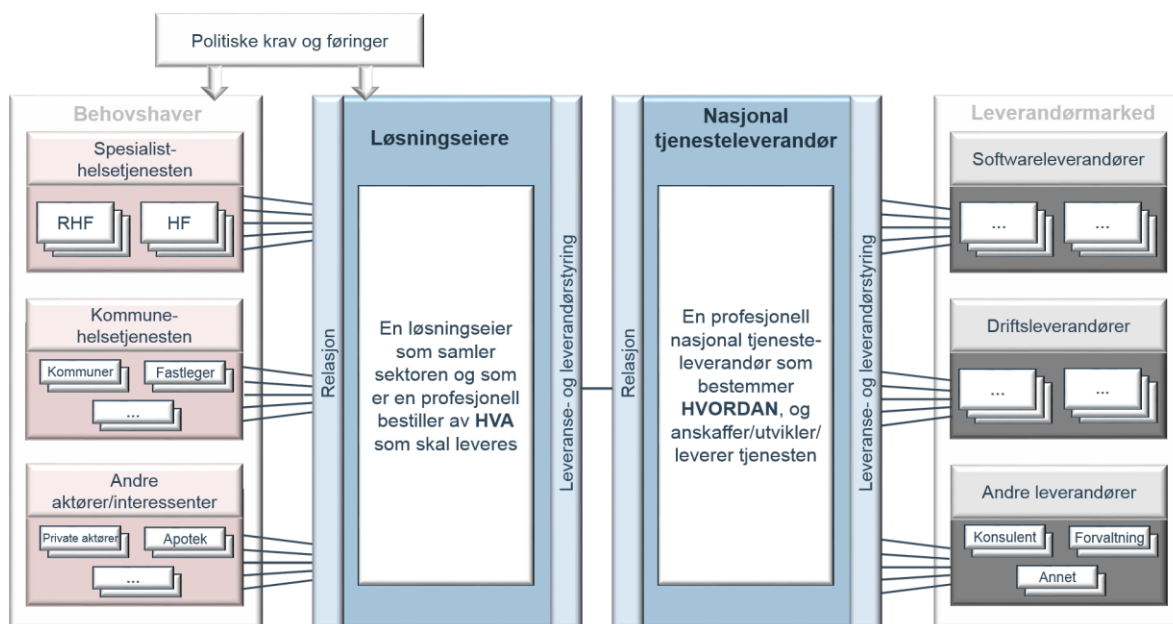 Politiske krav og føringer
Behovshaver
Spesialist-
helsetjenesten
RHF
HF
Kommune-
helsetjenesten
Kommuner
Fastleger
...
Andre
aktører/interessenter
Private aktører
Apotek
...
Relasjon
Løsningseiere
En løsningseier
som samler
sektoren og som
er en profesjonell
bestiller av HVA
som skal leveres
Leveranse- og leverandørstyring
Relasjon
Nasjonal
tjenesteleverandør
En profesjonell
nasjonal tjeneste-
leverandør som
bestemmer
HVORDAN, og
anskaffer/utvikler/
leverer tjenesten
Leveranse- og leverandørstyring
Leverandørmarked
Softwareleverandører
...
...
Driftsleverandører
...
...
Andre leverandører
Konsulent
Forvaltning
Annet